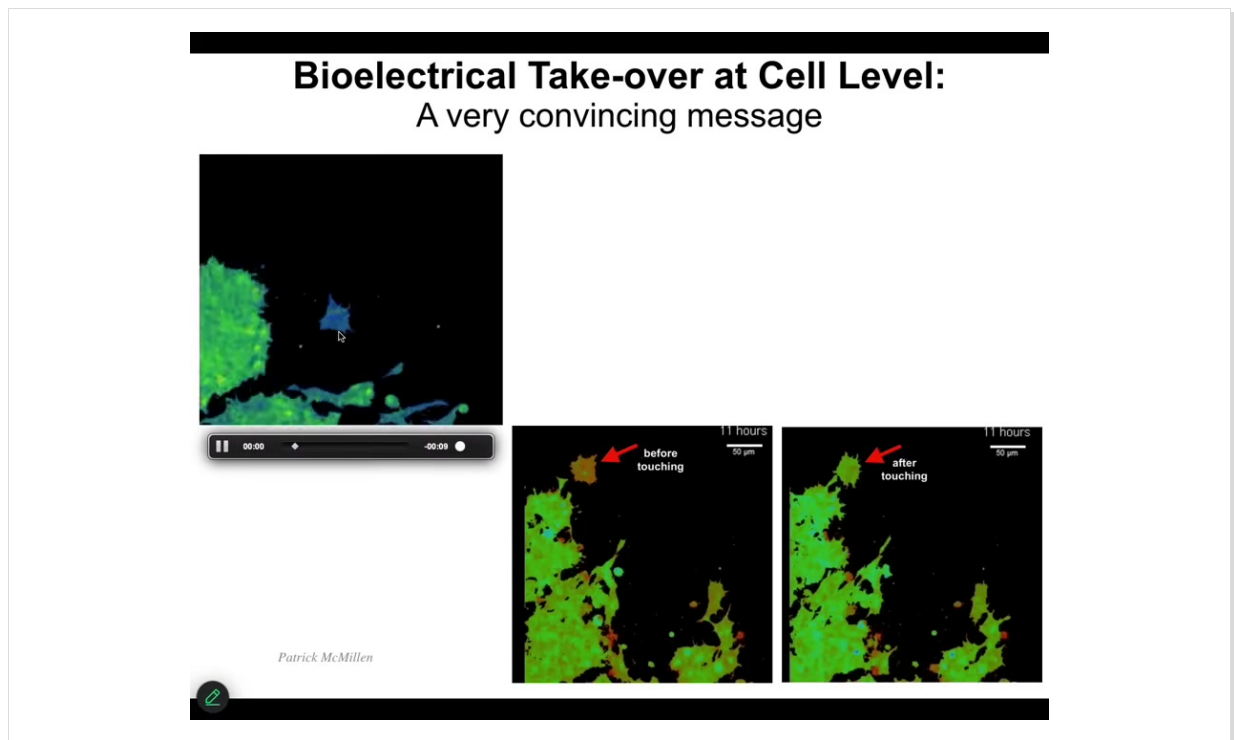 Bioelectrical Take-over at Cell Level:
A very convincing message
00:00
-00:09
11 hours
50 µm
before
touching
11 hours
50 µm
after
touching
Patrick McMillen